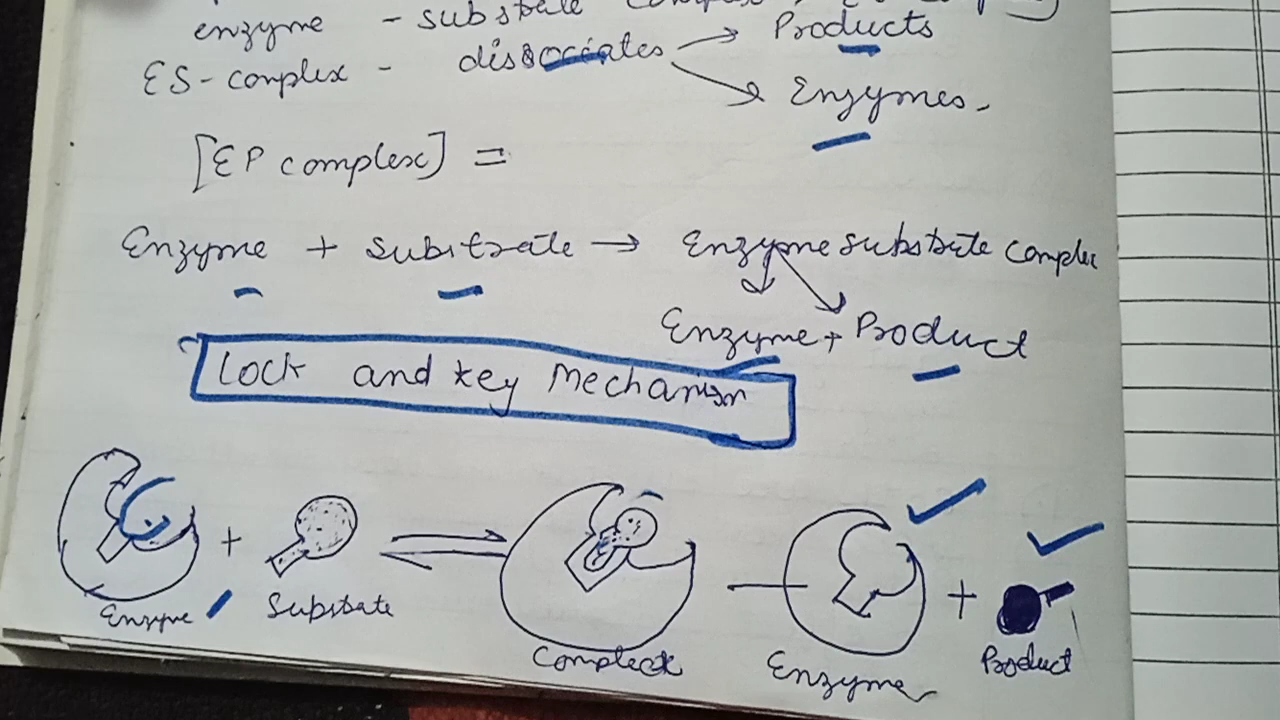 enzyme - substrate
ES-complex - dissociates → Products
→ Enzymes.
[EP complex] =
Enzyme + substrate → Enzyme substrate complex
Enzyme + Product
Lock and key Mechanism
+ ⇌ — +
Enzyme Substrate Complext Enzyme Product